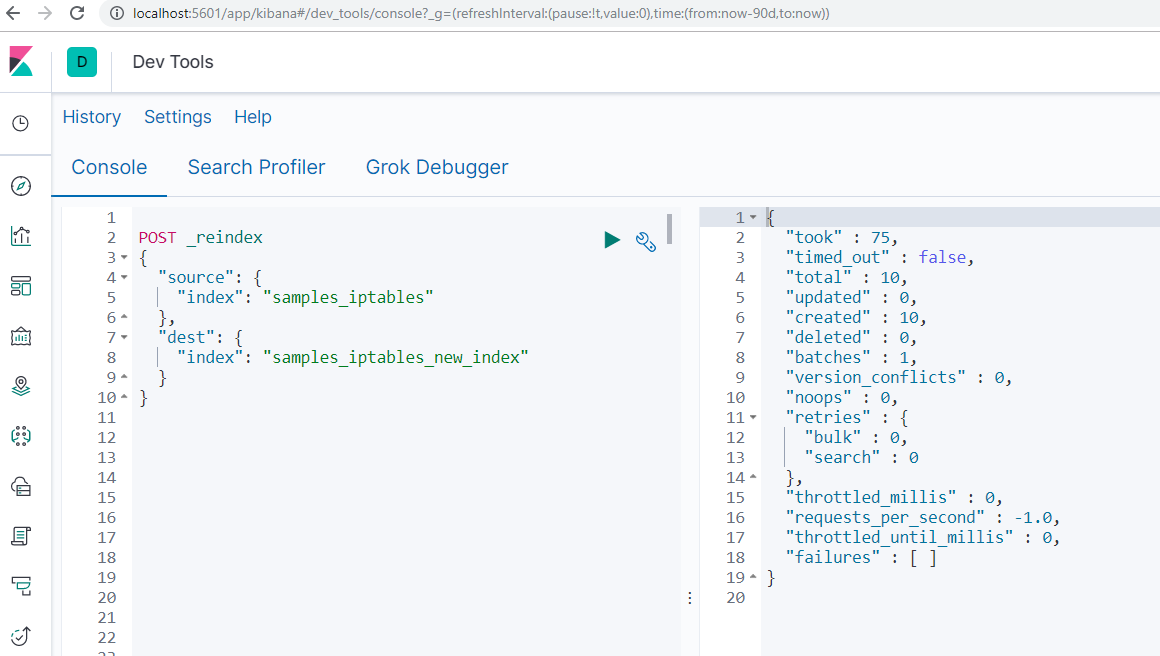 localhost:5601/app/kibana#/dev_tools/console?_g=(refreshInterval:(pause:!t,value:0),time:(from:now-90d,to:now))
D Dev Tools
History Settings Help
Console Search Profiler Grok Debugger
1
2 POST _reindex
3 {
4 "source": {
5 "index": "samples_iptables"
6 },
7 "dest": {
8 "index": "samples_iptables_new_index"
9 }
10 }
11
12
13
14
15
16
17
18
19
20
21
22
1 {
2 "took" : 75,
3 "timed_out" : false,
4 "total" : 10,
5 "updated" : 0,
6 "created" : 10,
7 "deleted" : 0,
8 "batches" : 1,
9 "version_conflicts" : 0,
10 "noops" : 0,
11 "retries" : {
12 "bulk" : 0,
13 "search" : 0
14 },
15 "throttled_millis" : 0,
16 "requests_per_second" : -1.0,
17 "throttled_until_millis" : 0,
18 "failures" : [ ]
19 }
20